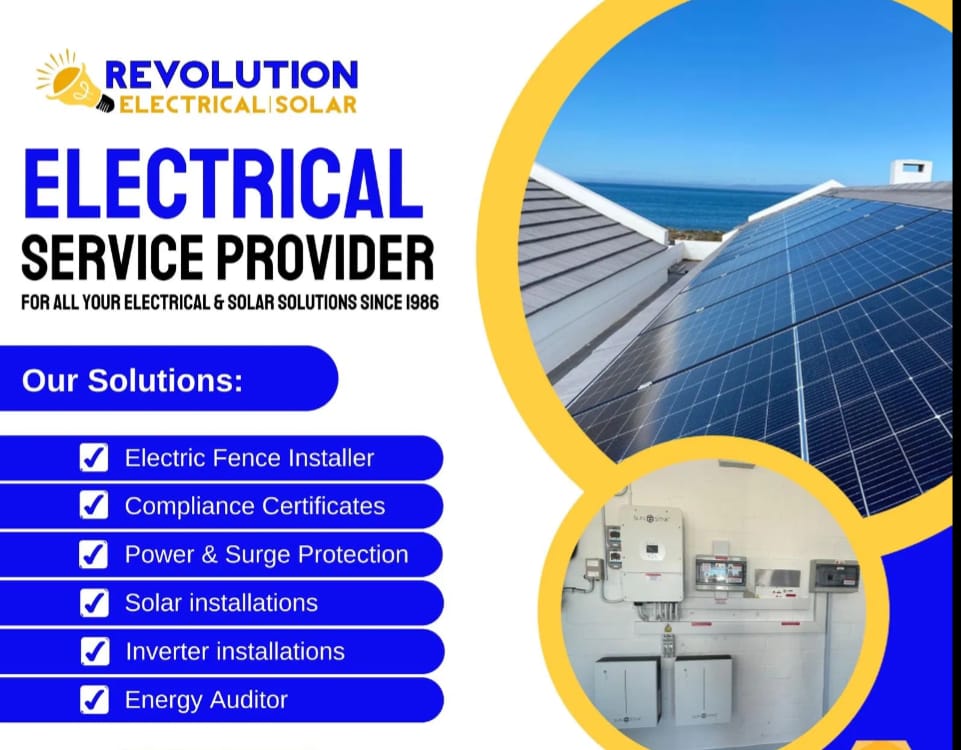 REVOLUTION
ELECTRICAL|SOLAR
ELECTRICAL
SERVICE PROVIDER
FOR ALL YOUR ELECTRICAL & SOLAR SOLUTIONS SINCE 1986
Our Solutions:
Electric Fence Installer
Compliance Certificates
Power & Surge Protection
Solar installations
Inverter installations
Energy Auditor